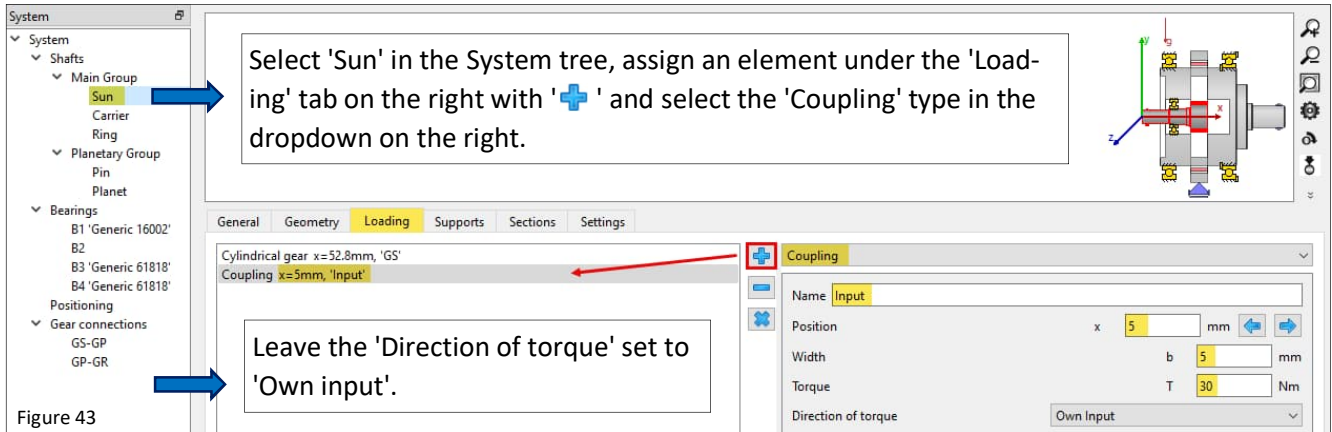 System
System
Shafts
Main Group
Sun
Carrier
Ring
Planetary Group
Pin
Planet
Bearings
B1 'Generic 16002'
B2
B3 'Generic 61818'
B4 'Generic 61818'
Positioning
Gear connections
GS-GP
GP-GR
Figure 43
Select 'Sun' in the System tree, assign an element under the 'Load-
ing' tab on the right with ' ' and select the 'Coupling' type in the
dropdown on the right.
y
g
x
z
General Geometry Loading Supports Sections Settings
Cylindrical gear x=52.8mm, 'GS'
Coupling x=5mm, 'Input'
Leave the 'Direction of torque' set to
'Own input'.
Coupling
Name Input
Position x 5 mm
Width b 5 mm
Torque T 30 Nm
Direction of torque Own Input